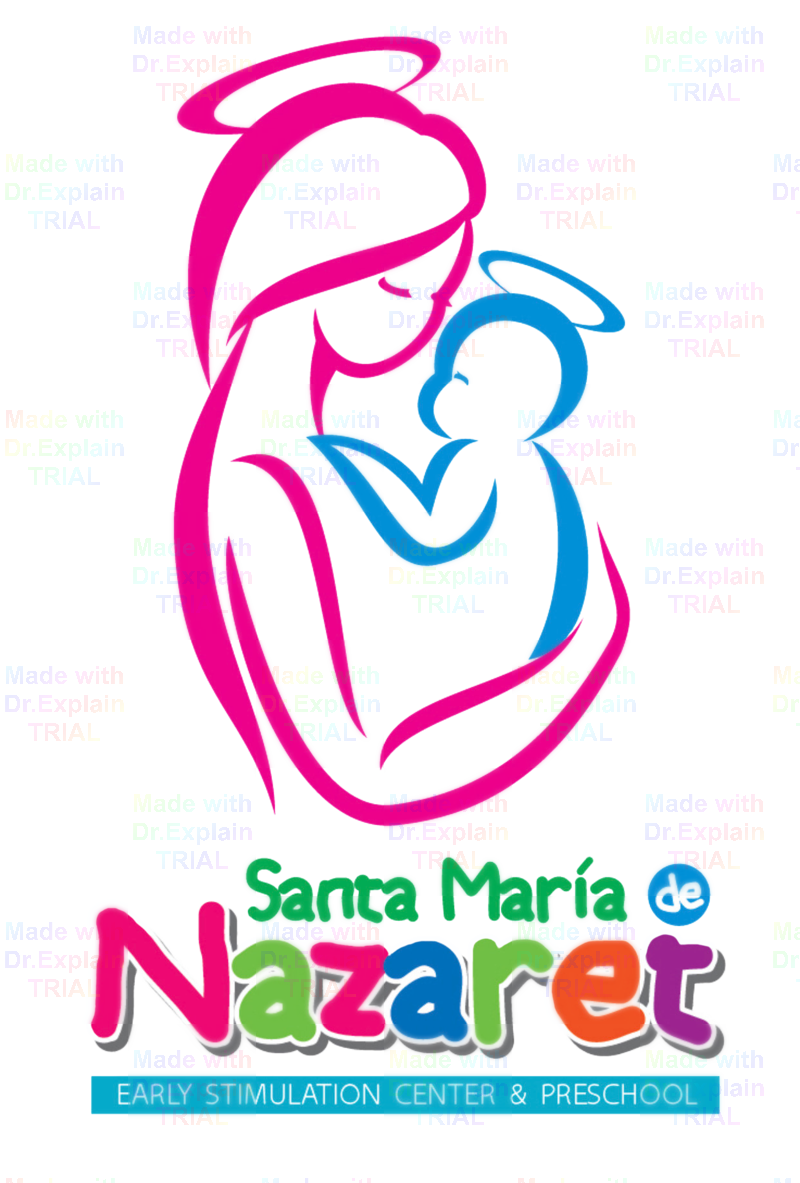 Santa María de
Nazaret
EARLY STIMULATION CENTER & PRESCHOOL
Made with
Dr.Explain
TRIAL